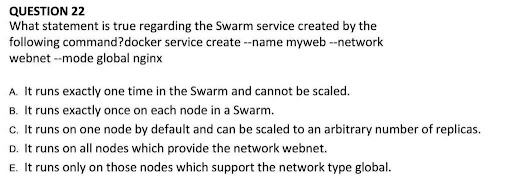 QUESTION 22
What statement is true regarding the Swarm service created by the
following command?docker service create --name myweb --network
webnet --mode global nginx
A. It runs exactly one time in the Swarm and cannot be scaled.
B. It runs exactly once on each node in a Swarm.
C. It runs on one node by default and can be scaled to an arbitrary number of replicas.
D. It runs on all nodes which provide the network webnet.
E. It runs only on those nodes which support the network type global.